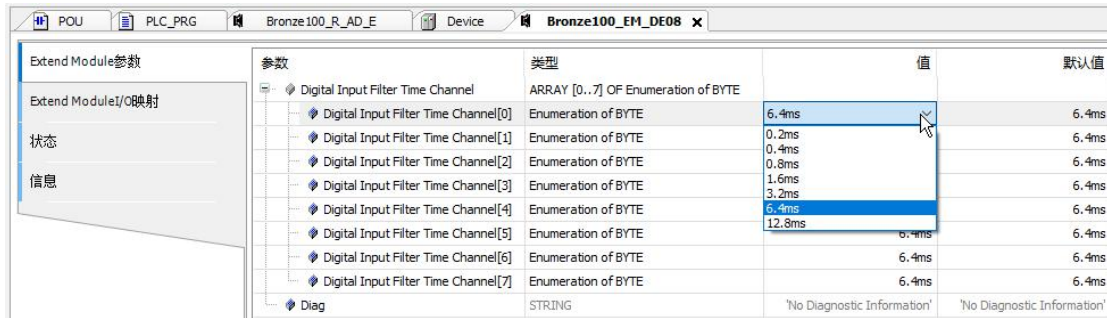 POU PLC_PRG Bronze100_R_AD_E Device Bronze100_EM_DE08
Extend Module参数
Extend ModuleI/O映射
状态
信息
参数 类型 值 默认值
Digital Input Filter Time Channel ARRAY [0..7] OF Enumeration of BYTE
Digital Input Filter Time Channel[0] Enumeration of BYTE 6.4ms 6.4ms
Digital Input Filter Time Channel[1] Enumeration of BYTE 6.4ms
Digital Input Filter Time Channel[2] Enumeration of BYTE 6.4ms
Digital Input Filter Time Channel[3] Enumeration of BYTE 6.4ms
Digital Input Filter Time Channel[4] Enumeration of BYTE 6.4ms
Digital Input Filter Time Channel[5] Enumeration of BYTE 6.4ms 6.4ms
Digital Input Filter Time Channel[6] Enumeration of BYTE 6.4ms 6.4ms
Digital Input Filter Time Channel[7] Enumeration of BYTE 6.4ms 6.4ms
Diag STRING 'No Diagnostic Information' 'No Diagnostic Information'
0.2ms
0.4ms
0.8ms
1.6ms
3.2ms
6.4ms
12.8ms